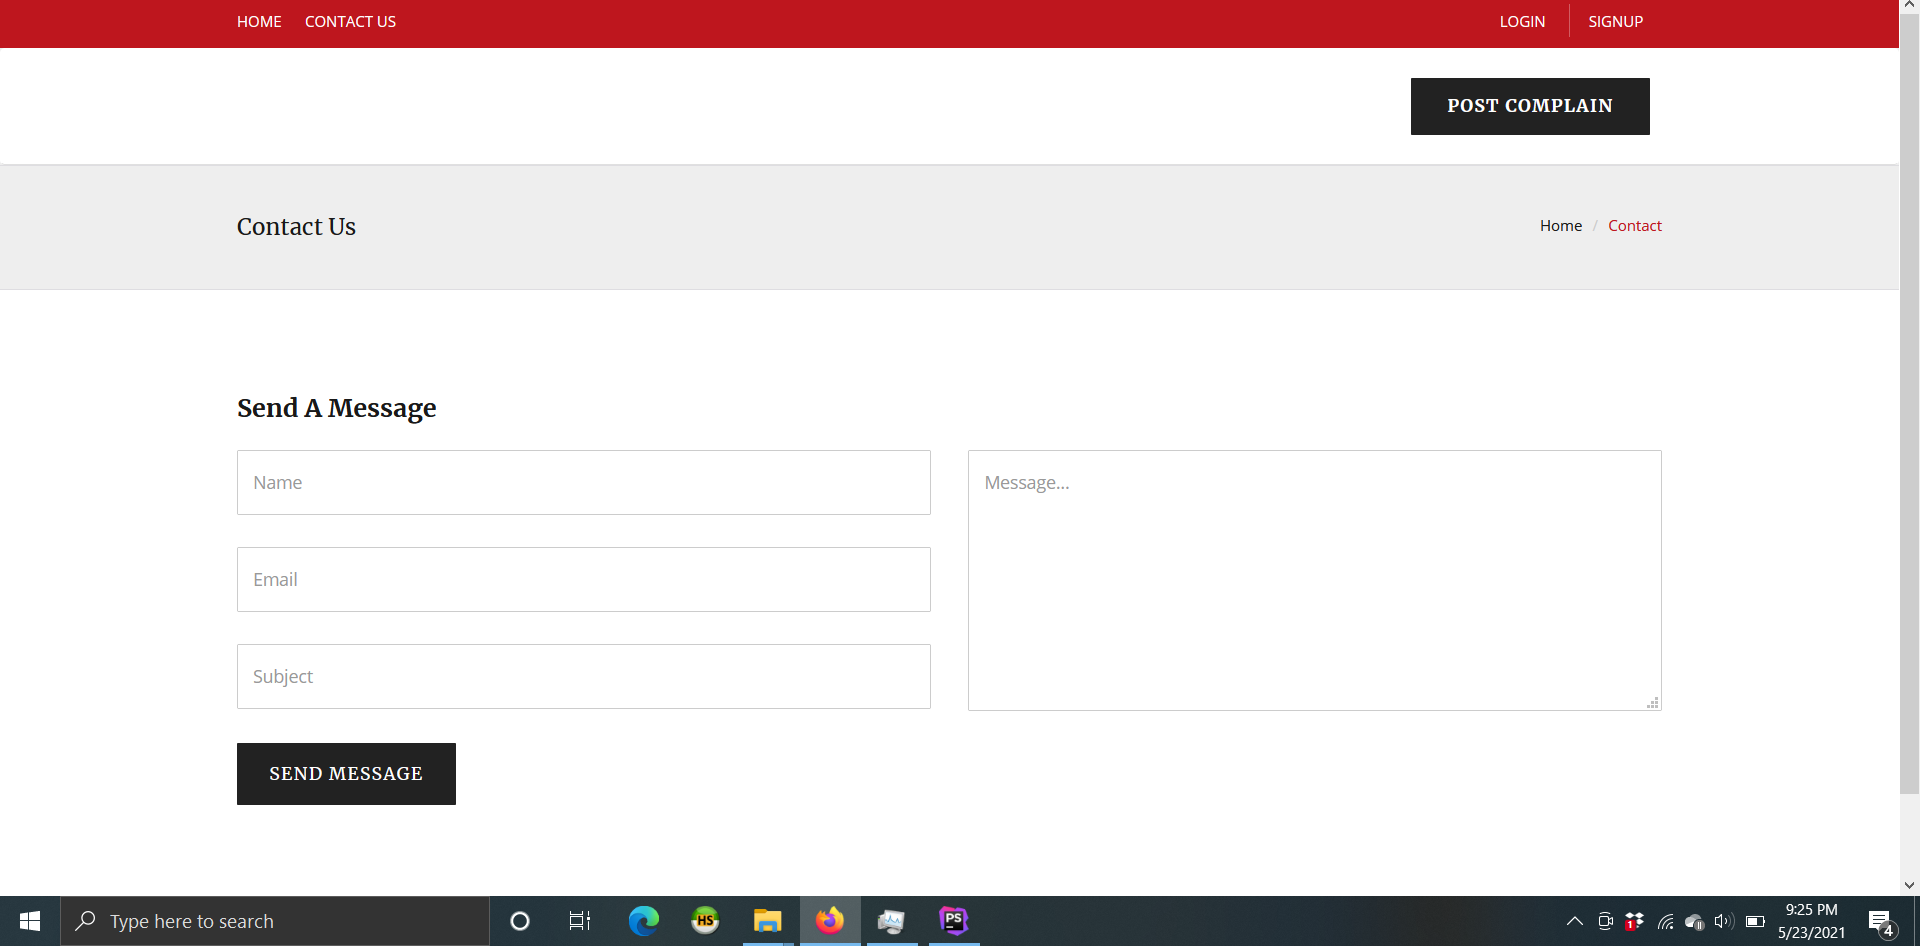 HOME CONTACT US LOGIN SIGNUP
POST COMPLAIN
Contact Us Home / Contact
Send A Message
Name
Message...
Email
Subject
SEND MESSAGE
Type here to search
HS
PS
1
9:25 PM
5/23/2021
4